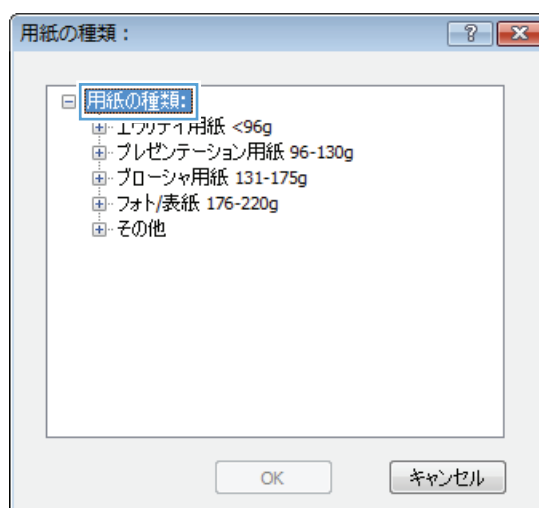 用紙の種類：
用紙の種類:
用紙 <96g
プレゼンテーション用紙 96-130g
ブローシャ用紙 131-175g
フォト/表紙 176-220g
その他
OK
キャンセル